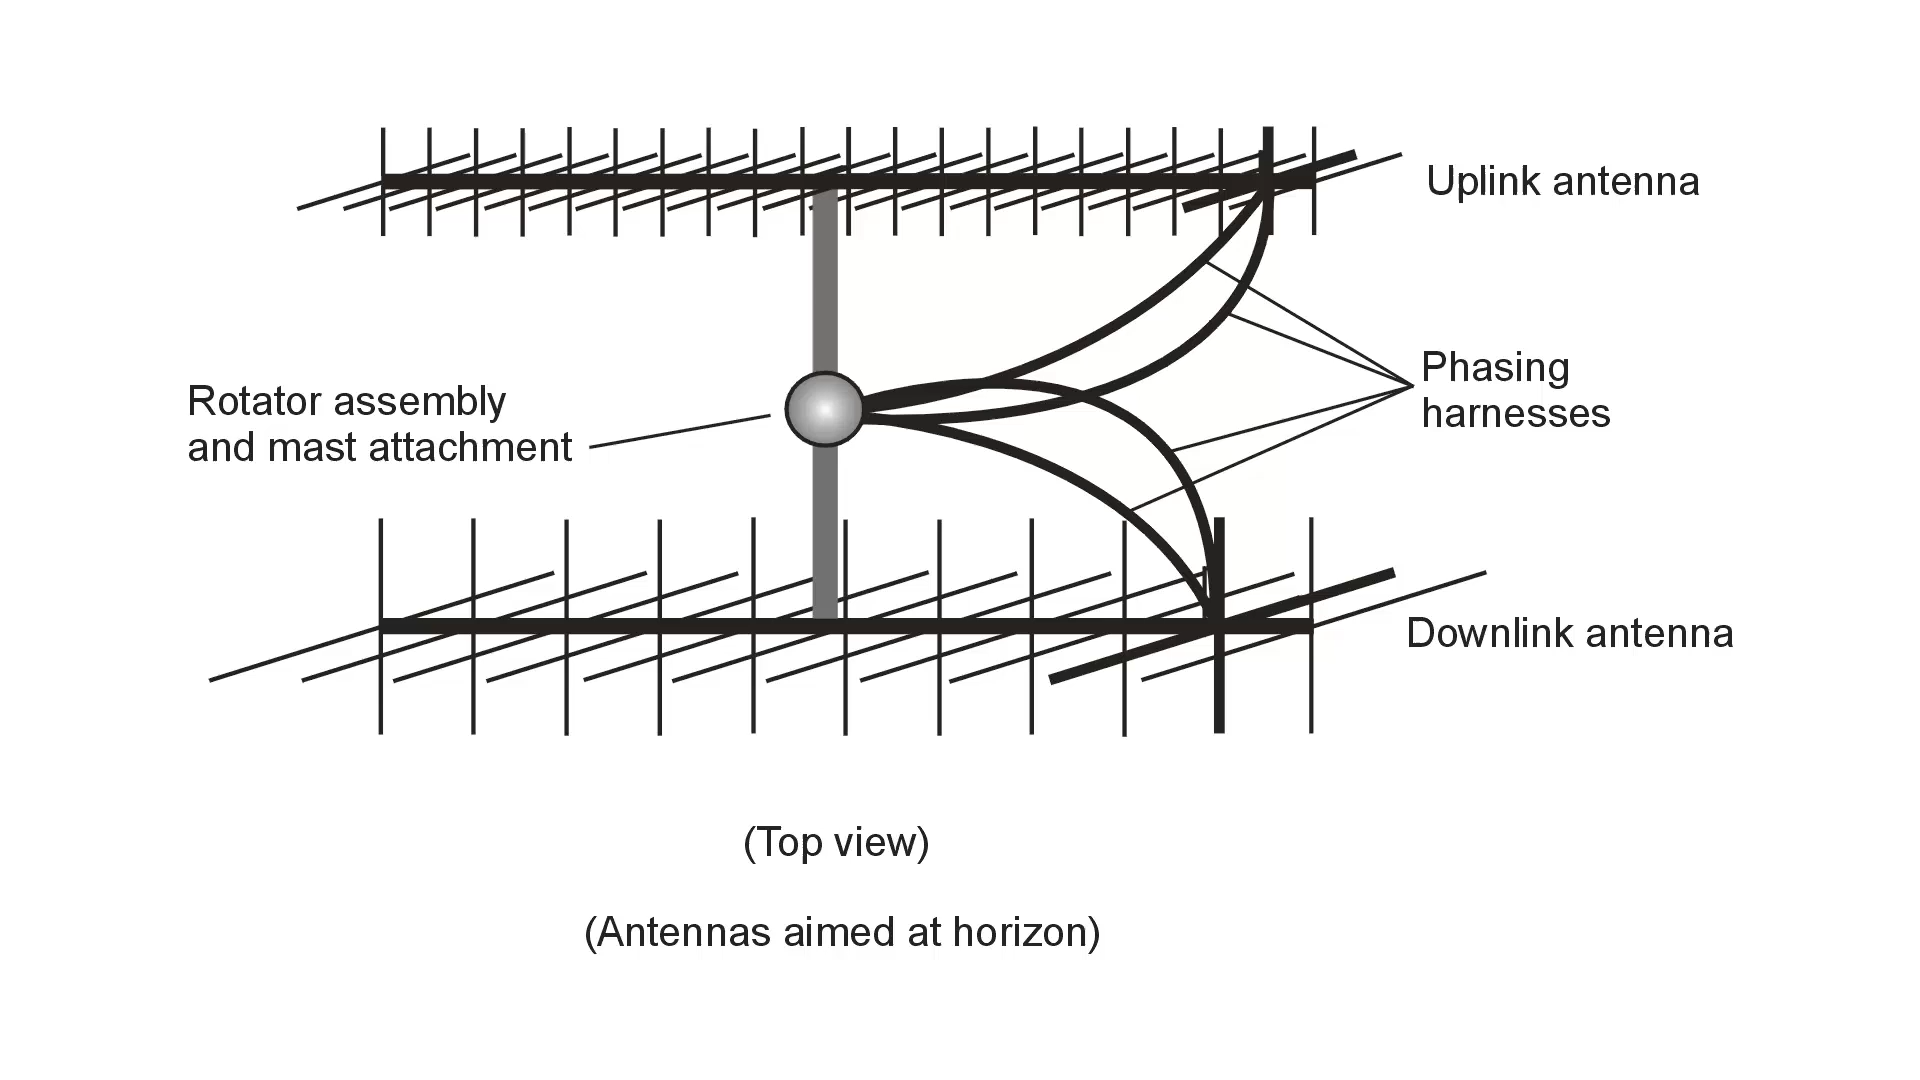 Uplink antenna
Phasing
harnesses
Rotator assembly
and mast attachment
Downlink antenna
(Top view)
(Antennas aimed at horizon)